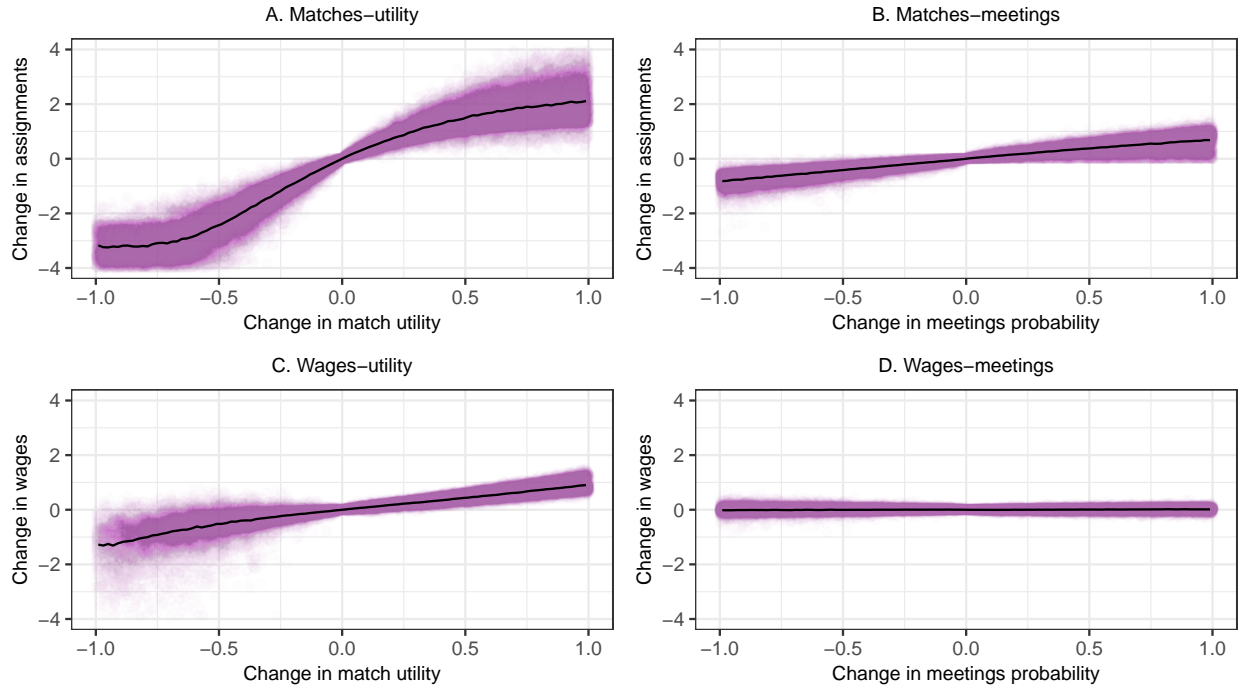 A. Matches−utility
Change in assignments
4
2
0
−2
−4
−1.0 −0.5 0.0 0.5 1.0
Change in match utility
B. Matches−meetings
Change in assignments
4
2
0
−2
−4
−1.0 −0.5 0.0 0.5 1.0
Change in meetings probability
C. Wages−utility
Change in wages
4
2
0
−2
−4
−1.0 −0.5 0.0 0.5 1.0
Change in match utility
D. Wages−meetings
Change in wages
4
2
0
−2
−4
−1.0 −0.5 0.0 0.5 1.0
Change in meetings probability